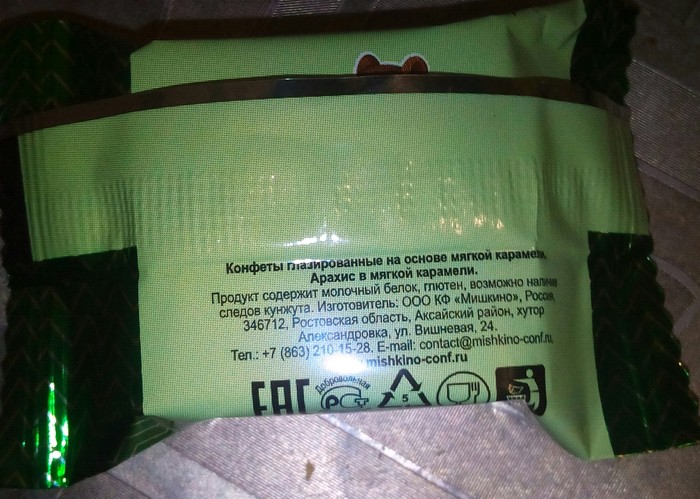 Конфеты глазированные на основе мягкой карамели.
Арахис в мягкой карамели.
Продукт содержит молочный белок, глютен, возможно наличие
следов кунжута. Изготовитель: ООО КФ «Мишкино», Россия,
346712, Ростовская область, Аксайский район, хутор
Александровка, ул. Вишневая, 24.
Тел.: +7 (863) 210-15-28. E-mail: contact@mishkino-conf.ru
mishkino-conf.ru
ЕАС Добровольная РСТ 5